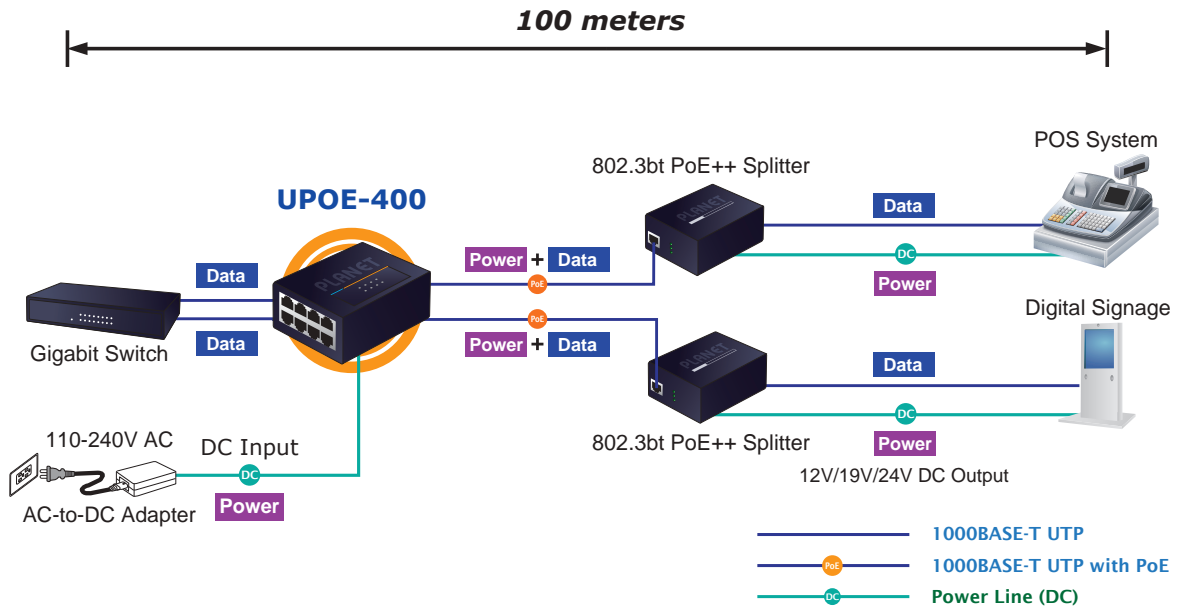 100 meters
POS System
802.3bt PoE++ Splitter
UPOE-400
Data
PLANET
DC
Power
Power + Data
PoE
Data
PLANET
Data
Gigabit Switch
PoE
Power + Data
Digital Signage
PLANET
Data
DC
Power
802.3bt PoE++ Splitter
12V/19V/24V DC Output
110-240V AC
DC Input
DC
Power
AC-to-DC Adapter
1000BASE-T UTP
PoE
1000BASE-T UTP with PoE
DC
Power Line (DC)